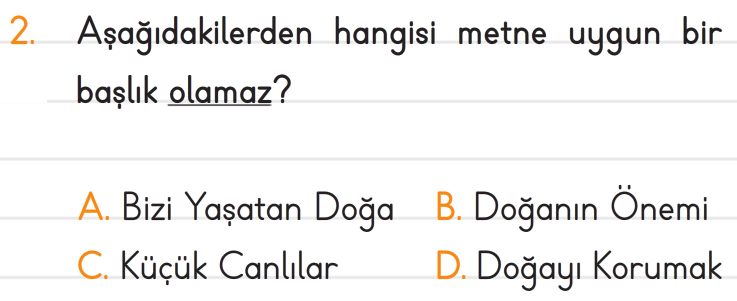 2. Aşağıdakilerden hangisi metne uygun bir
başlık olamaz?
A. Bizi Yaşatan Doğa B. Doğanın Önemi
C. Küçük Canlılar D. Doğayı Korumak